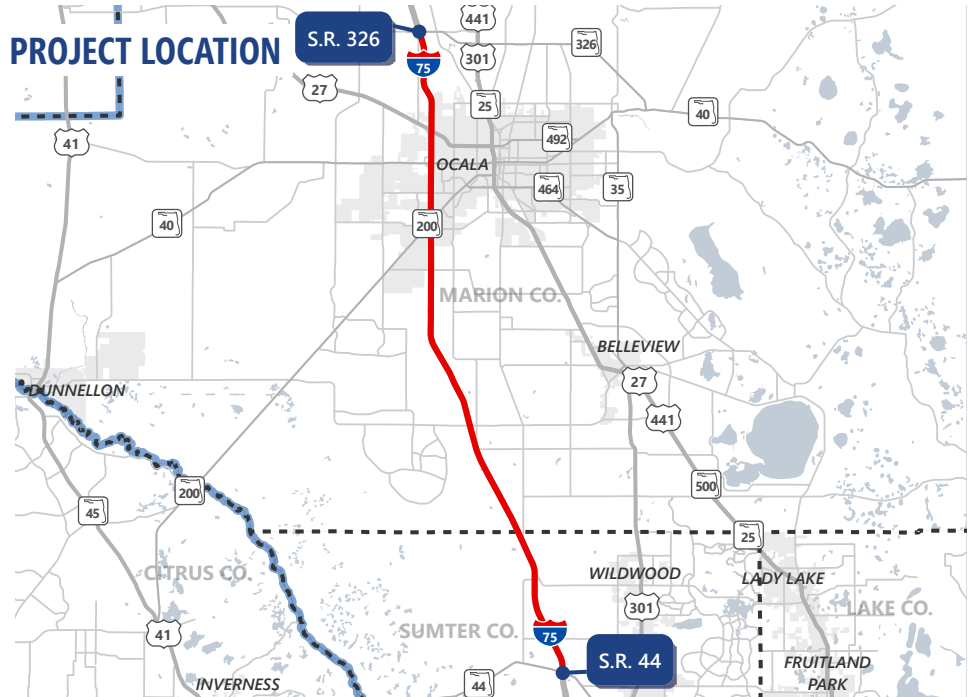 PROJECT LOCATION
S.R. 326
441
326
301
75
27
25
40
41
492
OCALA
464
35
40
200
MARION CO.
BELLEVIEW
27
DUNNELLON
441
200
500
45
25
CITRUS CO.
WILDWOOD
LADY LAKE
301
LAKE CO.
SUMTER CO.
41
75
S.R. 44
FRUITLAND
PARK
INVERNESS
44